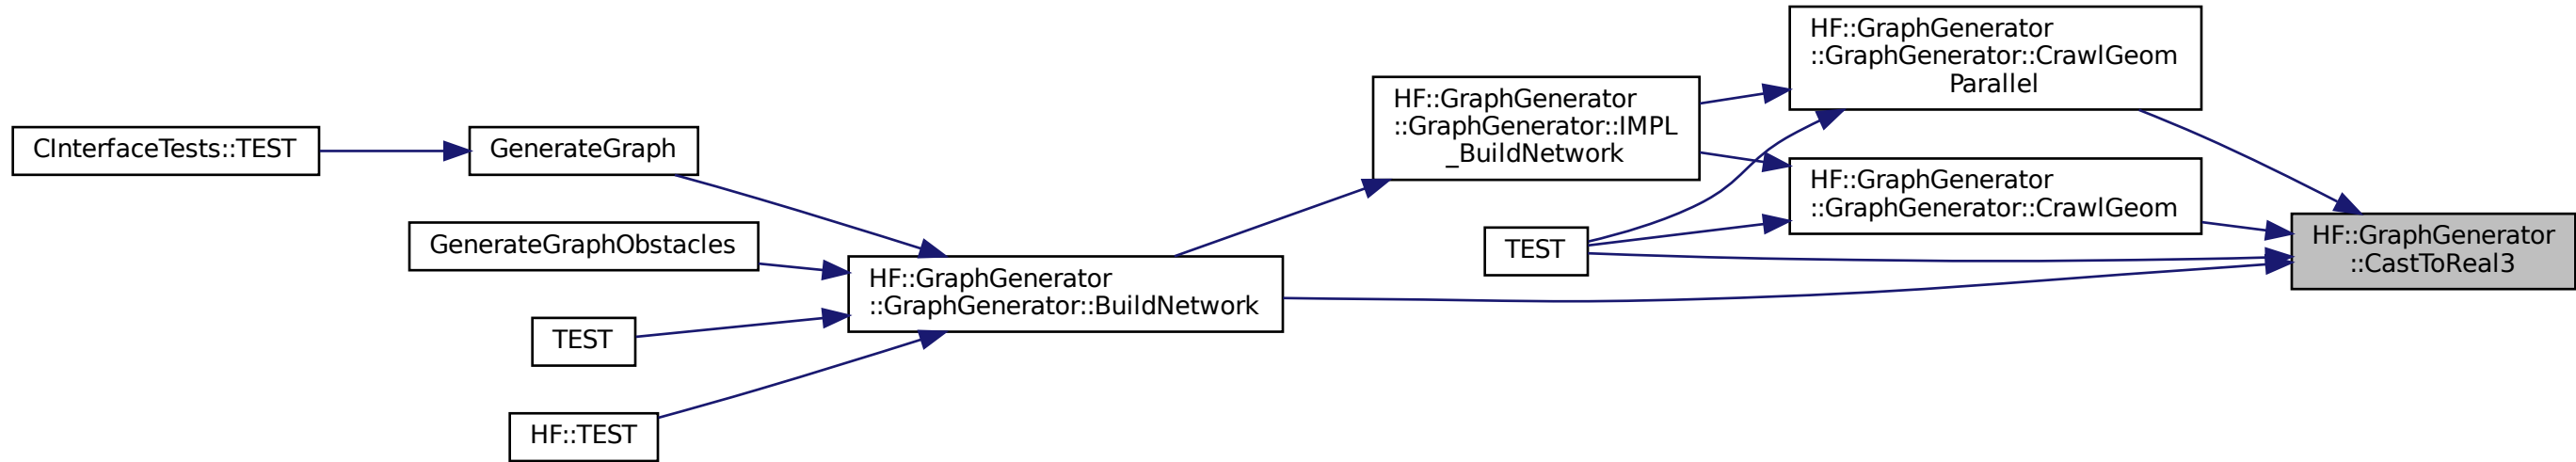 CInterfaceTests::TEST
GenerateGraph
GenerateGraphObstacles
TEST
HF::TEST
HF::GraphGenerator
::GraphGenerator::BuildNetwork
HF::GraphGenerator
::GraphGenerator::IMPL
_BuildNetwork
TEST
HF::GraphGenerator
::GraphGenerator::CrawlGeom
Parallel
HF::GraphGenerator
::GraphGenerator::CrawlGeom
HF::GraphGenerator
::CastToReal3